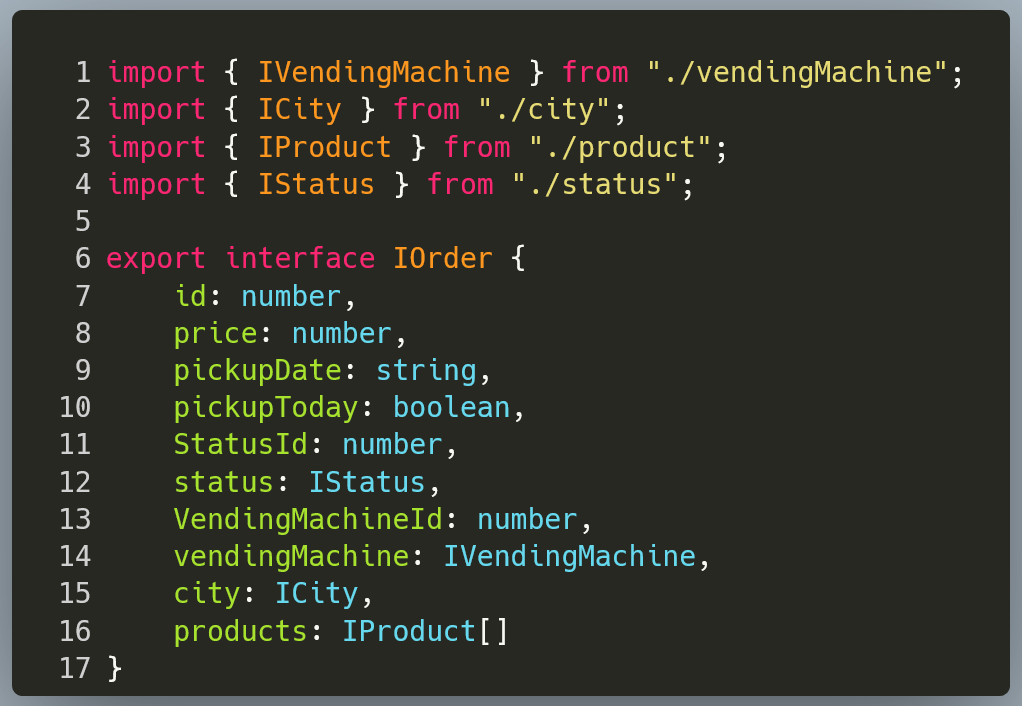 1 import { IVendingMachine } from "./vendingMachine";
2 import { ICity } from "./city";
3 import { IProduct } from "./product";
4 import { IStatus } from "./status";
5
6 export interface IOrder {
7     id: number,
8     price: number,
9     pickupDate: string,
10     pickupToday: boolean,
11     StatusId: number,
12     status: IStatus,
13     VendingMachineId: number,
14     vendingMachine: IVendingMachine,
15     city: ICity,
16     products: IProduct[]
17 }